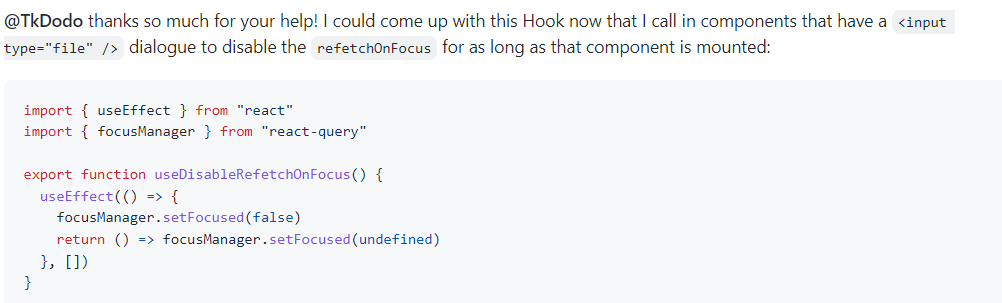 @TkDodo thanks so much for your help! I could come up with this Hook now that I call in components that have a <input
type="file" /> dialogue to disable the refetchOnFocus for as long as that component is mounted:
import { useEffect } from "react"
import { focusManager } from "react-query"
export function useDisableRefetchOnFocus() {
  useEffect(() => {
    focusManager.setFocused(false)
    return () => focusManager.setFocused(undefined)
  }, [])
}